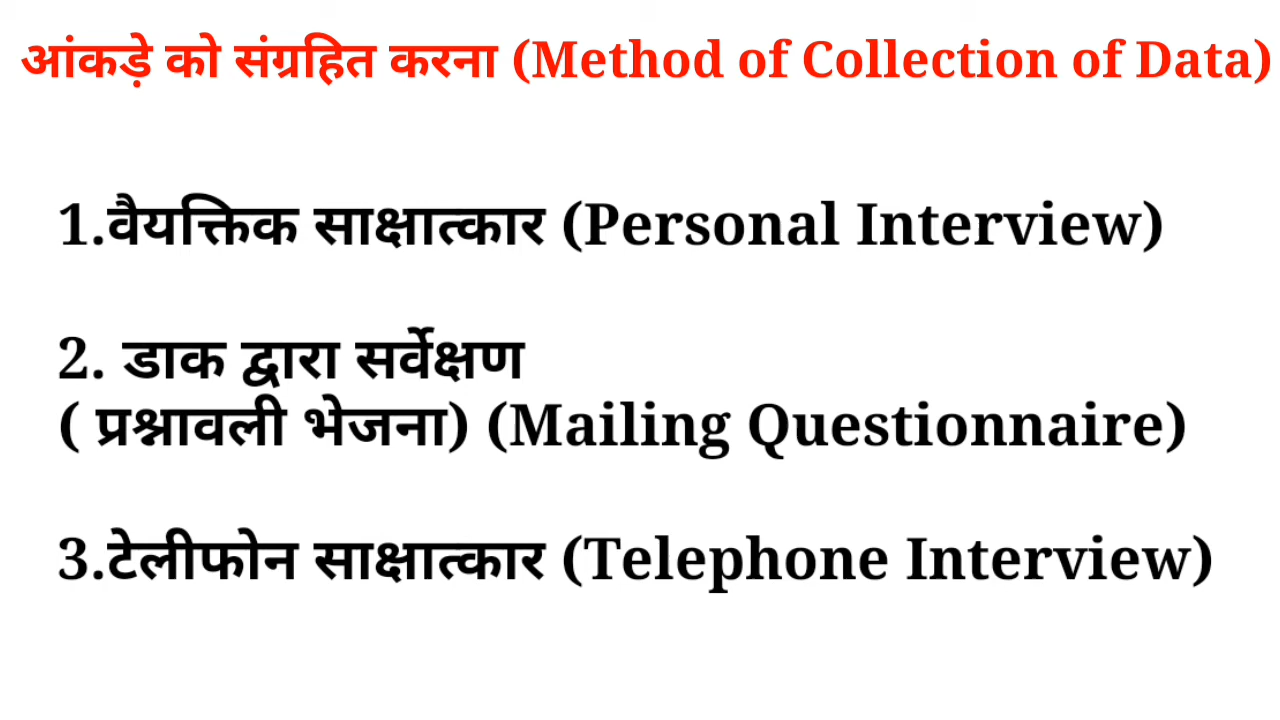 आंकड़े को संग्रहित करना (Method of Collection of Data)
1.वैयक्तिक साक्षात्कार (Personal Interview)
2. डाक द्वारा सर्वेक्षण
( प्रश्नावली भेजना) (Mailing Questionnaire)
3.टेलीफोन साक्षात्कार (Telephone Interview)